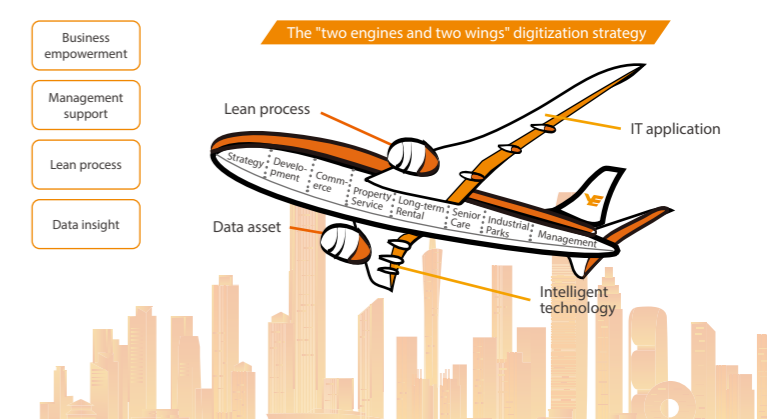 Business
empowerment
Management
support
Lean process
Data insight
The "two engines and two wings" digitization strategy
Lean process
IT application
Strategy
Develo-
pment
Comm-
erce
Property
Service
Long-term
Rental
Senior
Care
Industrial
Parks
Management
Data asset
Intelligent
technology